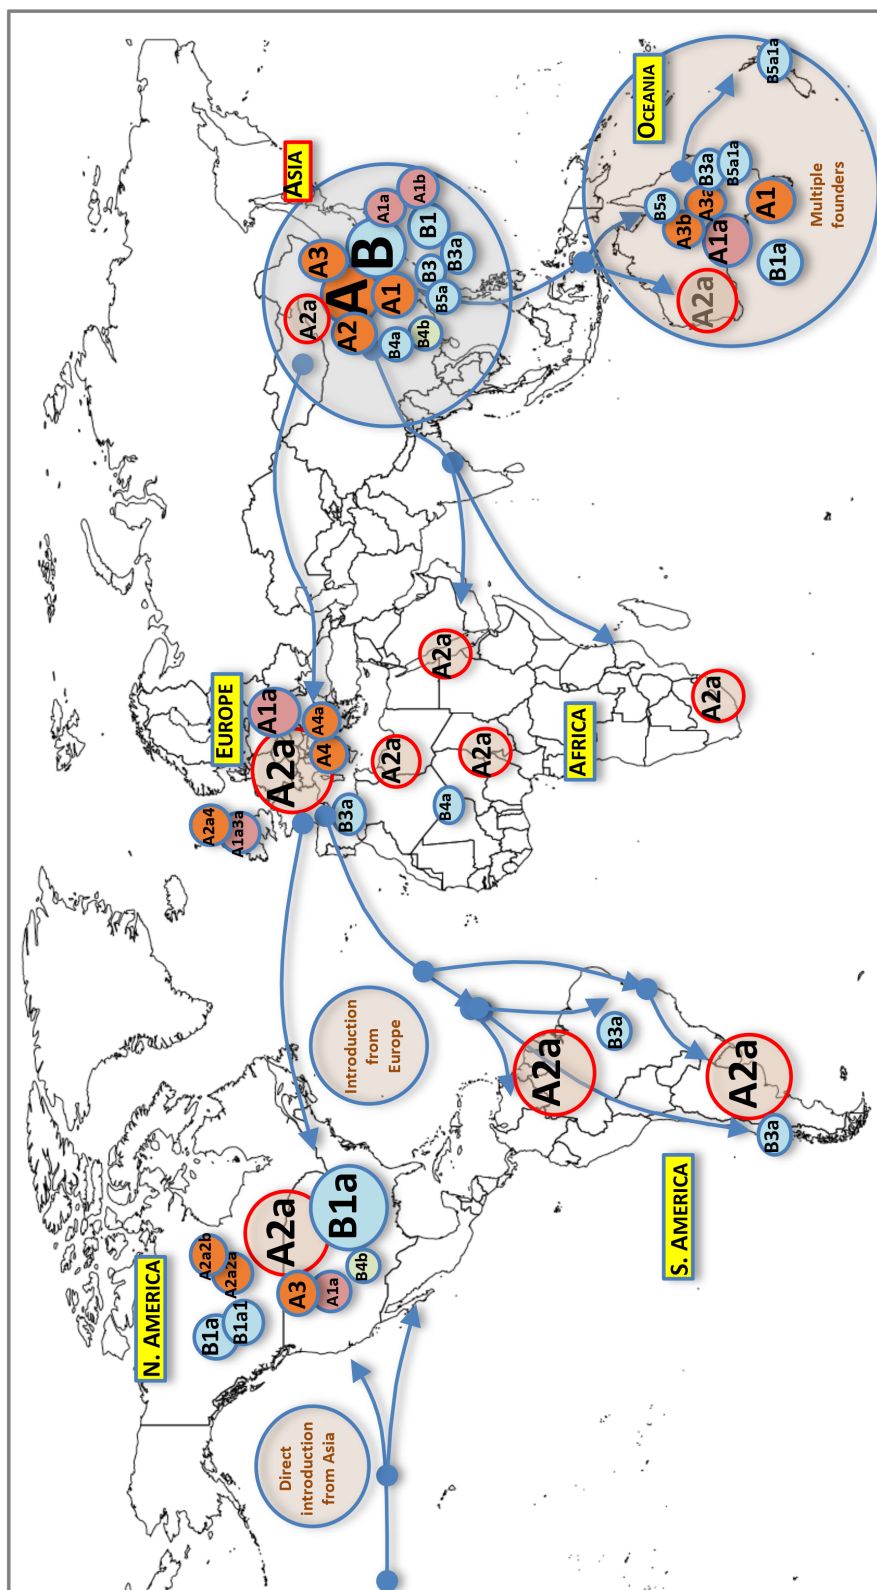 N. AMERICA
B1a
B1a1
A2a2b
A2a2a
A3
A1a
A2a
B1a
B4b
Direct
introduction
from Asia
Introduction
from
Europe
S. AMERICA
A2a
B3a
A2a
B3a
EUROPE
A2a4
A1a3a
A2a
A1a
A4
A4a
B3a
AFRICA
A2a
A2a
B4a
A2a
A2a
ASIA
A2a
A3
A2
A
B
A1
A1a
A1b
B1
B3
B3a
B5a
B4a
B4b
OCEANIA
B5a
A3b
A3a
B3a
B5a1a
A1a
A1
A2a
B1a
B5a1a
Multiple
founders